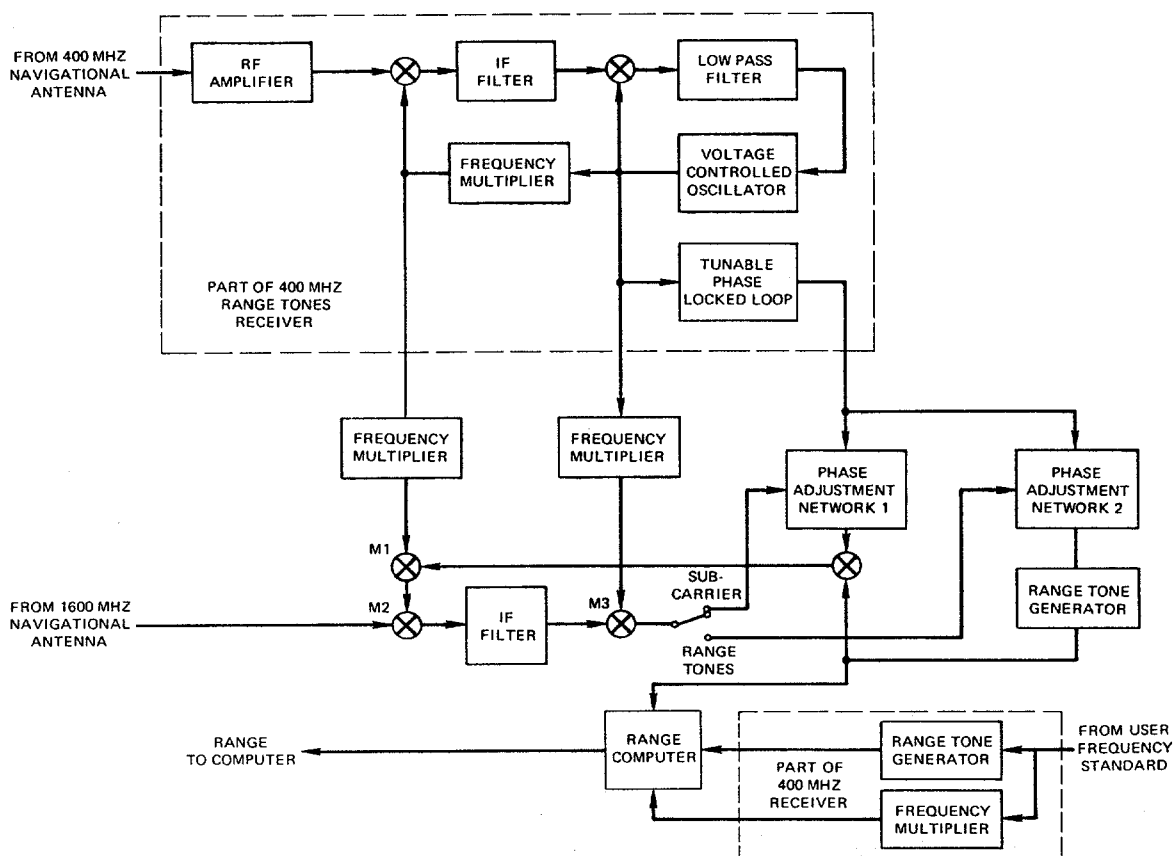 FROM 400 MHZ
NAVIGATIONAL
ANTENNA
RF
AMPLIFIER
IF
FILTER
LOW PASS
FILTER
FREQUENCY
MULTIPLIER
VOLTAGE
CONTROLLED
OSCILLATOR
PART OF 400 MHZ
RANGE TONES
RECEIVER
TUNABLE
PHASE
LOCKED LOOP
FREQUENCY
MULTIPLIER
FREQUENCY
MULTIPLIER
PHASE
ADJUSTMENT
NETWORK 1
PHASE
ADJUSTMENT
NETWORK 2
M1
FROM 1600 MHZ
NAVIGATIONAL
ANTENNA
M2
IF
FILTER
M3
SUB-
CARRIER
RANGE
TONES
RANGE TONE
GENERATOR
RANGE
TO COMPUTER
RANGE
COMPUTER
PART OF
400 MHZ
RECEIVER
RANGE TONE
GENERATOR
FREQUENCY
MULTIPLIER
FROM USER
FREQUENCY
STANDARD